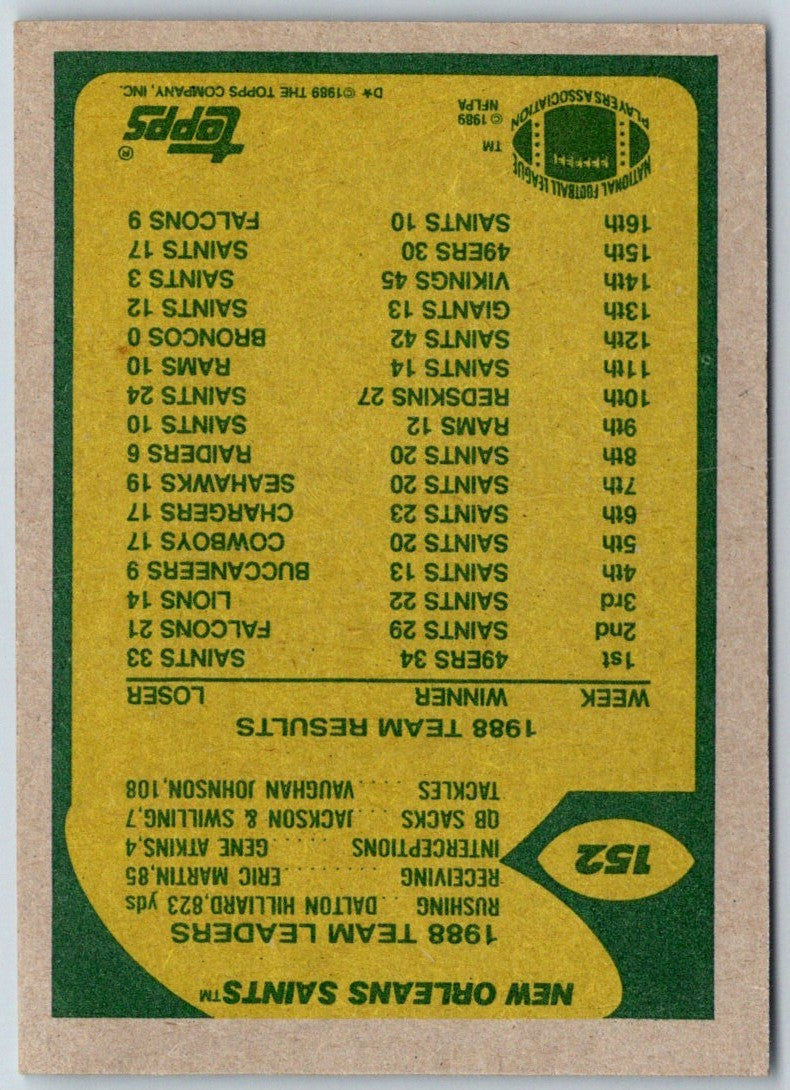 NEW ORLEANS SAINTS™
152
1988 TEAM LEADERS
RUSHING . . DALTON HILLIARD,823 yds
RECEIVING . . . . . ERIC MARTIN,85
INTERCEPTIONS . . . . GENE ATKINS,4
QB SACKS . . . JACKSON & SWILLING,7
TACKLES . . . . VAUGHAN JOHNSON,108
1988 TEAM RESULTS
WEEK WINNER LOSER
1st 49ERS 34 SAINTS 33
2nd SAINTS 29 FALCONS 21
3rd SAINTS 22 LIONS 14
4th SAINTS 13 BUCCANEERS 9
5th SAINTS 20 COWBOYS 17
6th SAINTS 23 CHARGERS 17
7th SAINTS 20 SEAHAWKS 19
8th SAINTS 20 RAIDERS 6
9th RAMS 12 SAINTS 10
10th REDSKINS 27 SAINTS 24
11th SAINTS 14 RAMS 10
12th SAINTS 42 BRONCOS 0
13th GIANTS 13 SAINTS 12
14th VIKINGS 45 SAINTS 3
15th 49ERS 30 SAINTS 17
16th SAINTS 10 FALCONS 9
NATIONAL FOOTBALL LEAGUE
PLAYERS ASSOCIATION
TM
© 1989
NFLPA
topps®
D★ ©1989 THE TOPPS COMPANY, INC.